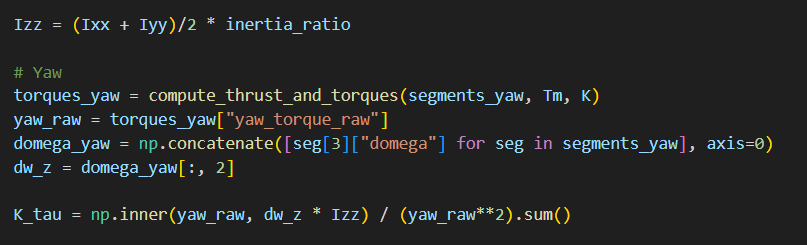 Izz = (Ixx + Iyy)/2 * inertia_ratio
# Yaw
torques_yaw = compute_thrust_and_torques(segments_yaw, Tm, K)
yaw_raw = torques_yaw["yaw_torque_raw"]
domega_yaw = np.concatenate([seg[3]["domega"] for seg in segments_yaw], axis=0)
dw_z = domega_yaw[:, 2]
K_tau = np.inner(yaw_raw, dw_z * Izz) / (yaw_raw**2).sum()